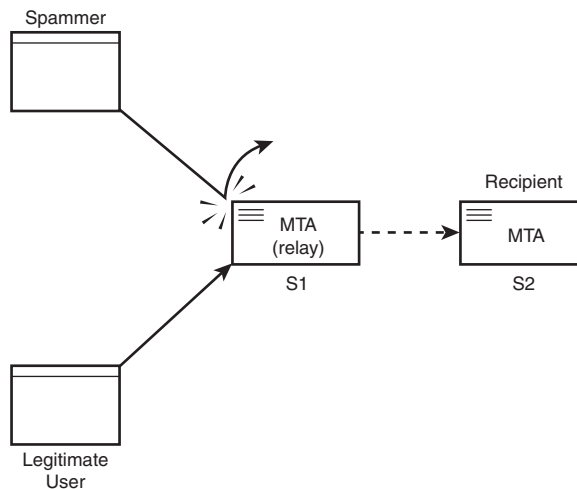 Spammer
Recipient
MTA
(relay)
MTA
S1
S2
Legitimate
User